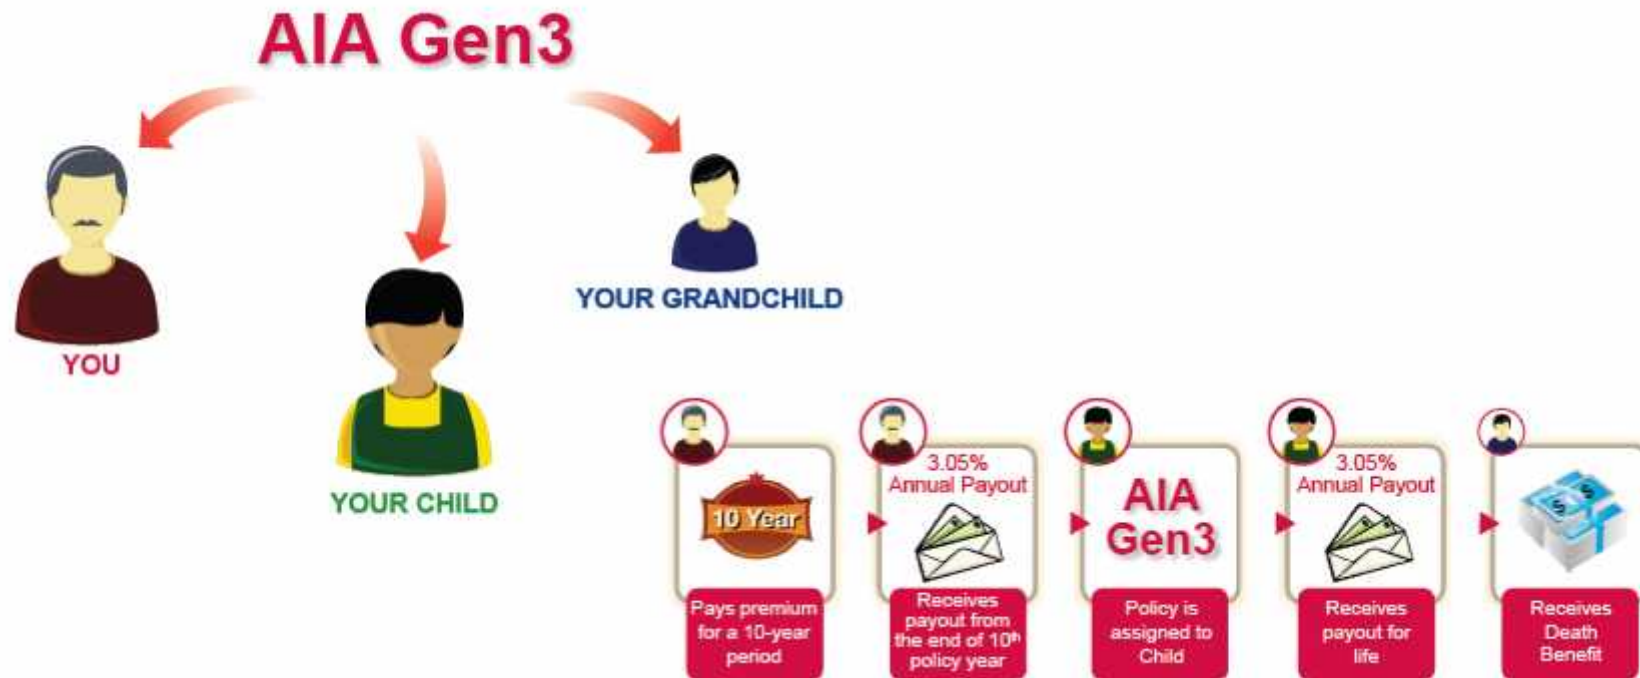 AIA Gen3
YOU
YOUR CHILD
YOUR GRANDCHILD
10 Year
Pays premium
for a 10-year
period
3.05%
Annual Payout
Receives
payout from
the end of 10th
policy year
AIA
Gen3
Policy is
assigned to
Child
3.05%
Annual Payout
Receives
payout for
life
$
$
Receives
Death
Benefit